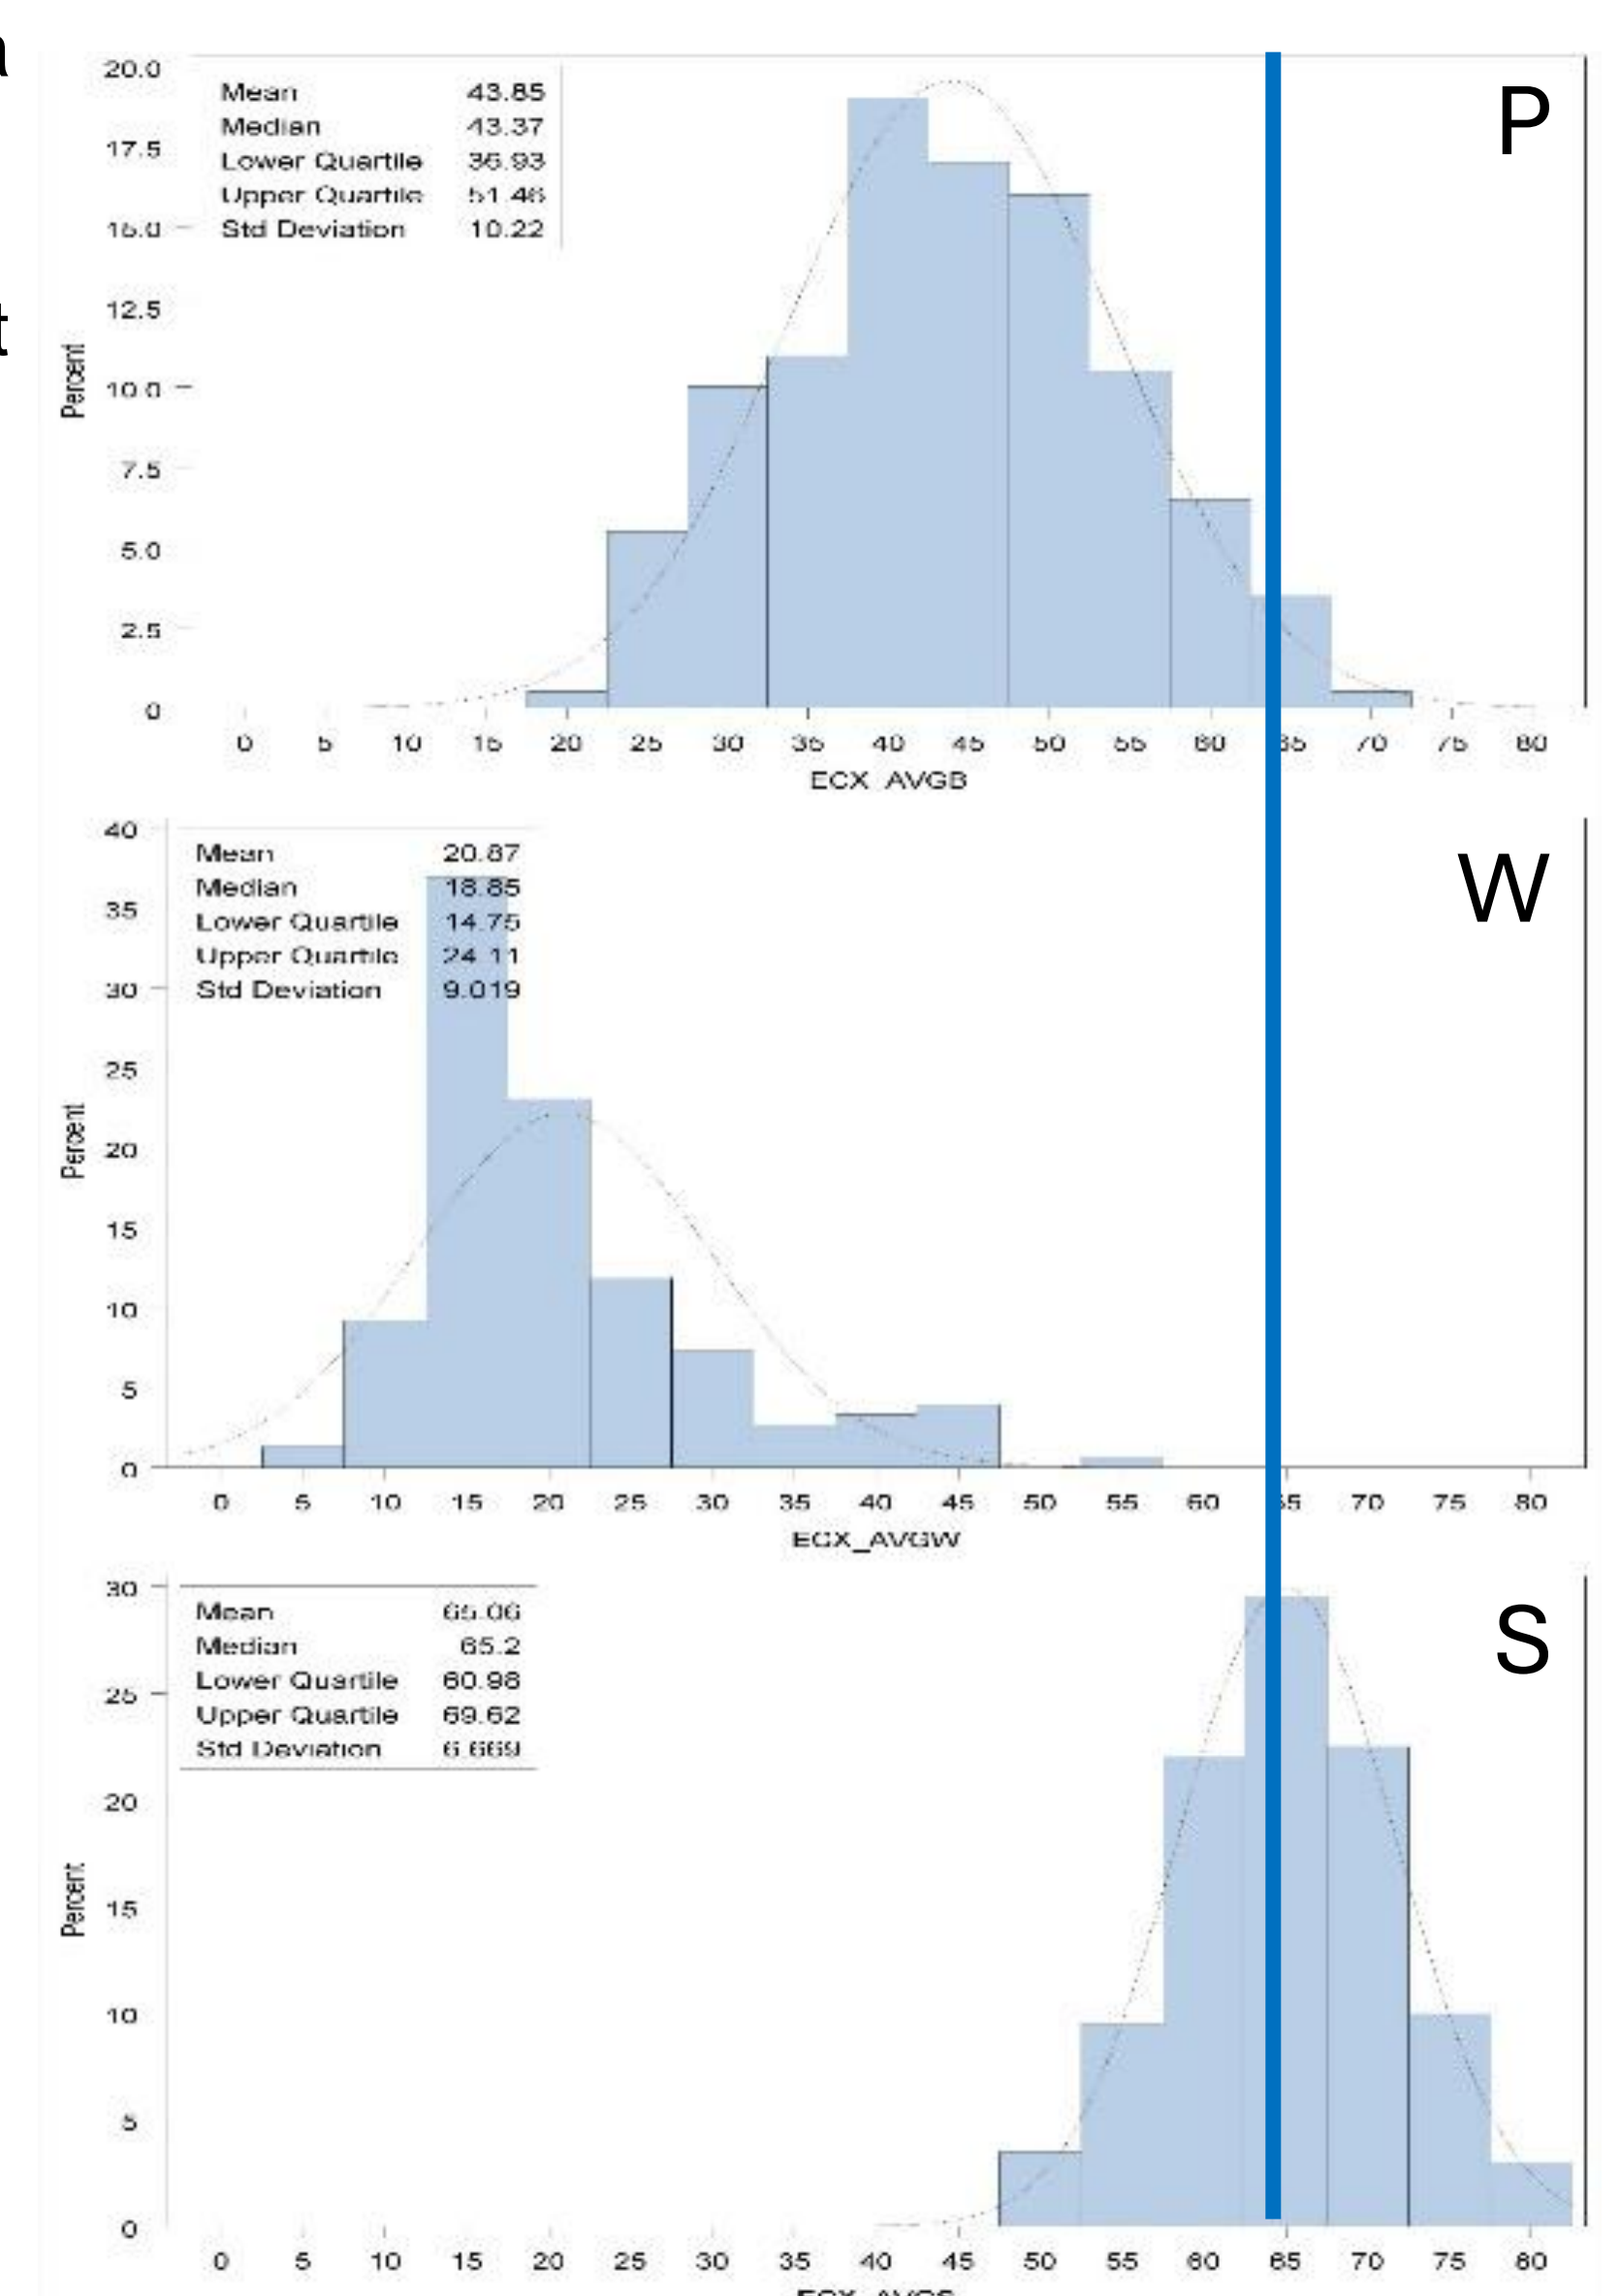 a
t
P
20.0
17.5
15.0
12.5
10.0
7.5
5.0
2.5
0
Percent
Mean 43.85
Median 43.37
Lower Quartile 36.93
Upper Quartile 51.46
Std Deviation 10.22
0 5 10 15 20 25 30 35 40 45 50 55 60 65 70 75 80
ECX_AVGB
W
40
35
30
25
20
15
10
5
0
Percent
Mean 20.87
Median 18.85
Lower Quartile 14.75
Upper Quartile 24.11
Std Deviation 9.019
0 5 10 15 20 25 30 35 40 45 50 55 60 65 70 75 80
ECX_AVGW
S
30
25
20
15
10
5
0
Percent
Mean 65.06
Median 65.2
Lower Quartile 60.98
Upper Quartile 69.62
Std Deviation 6.669
0 5 10 15 20 25 30 35 40 45 50 55 60 65 70 75 80